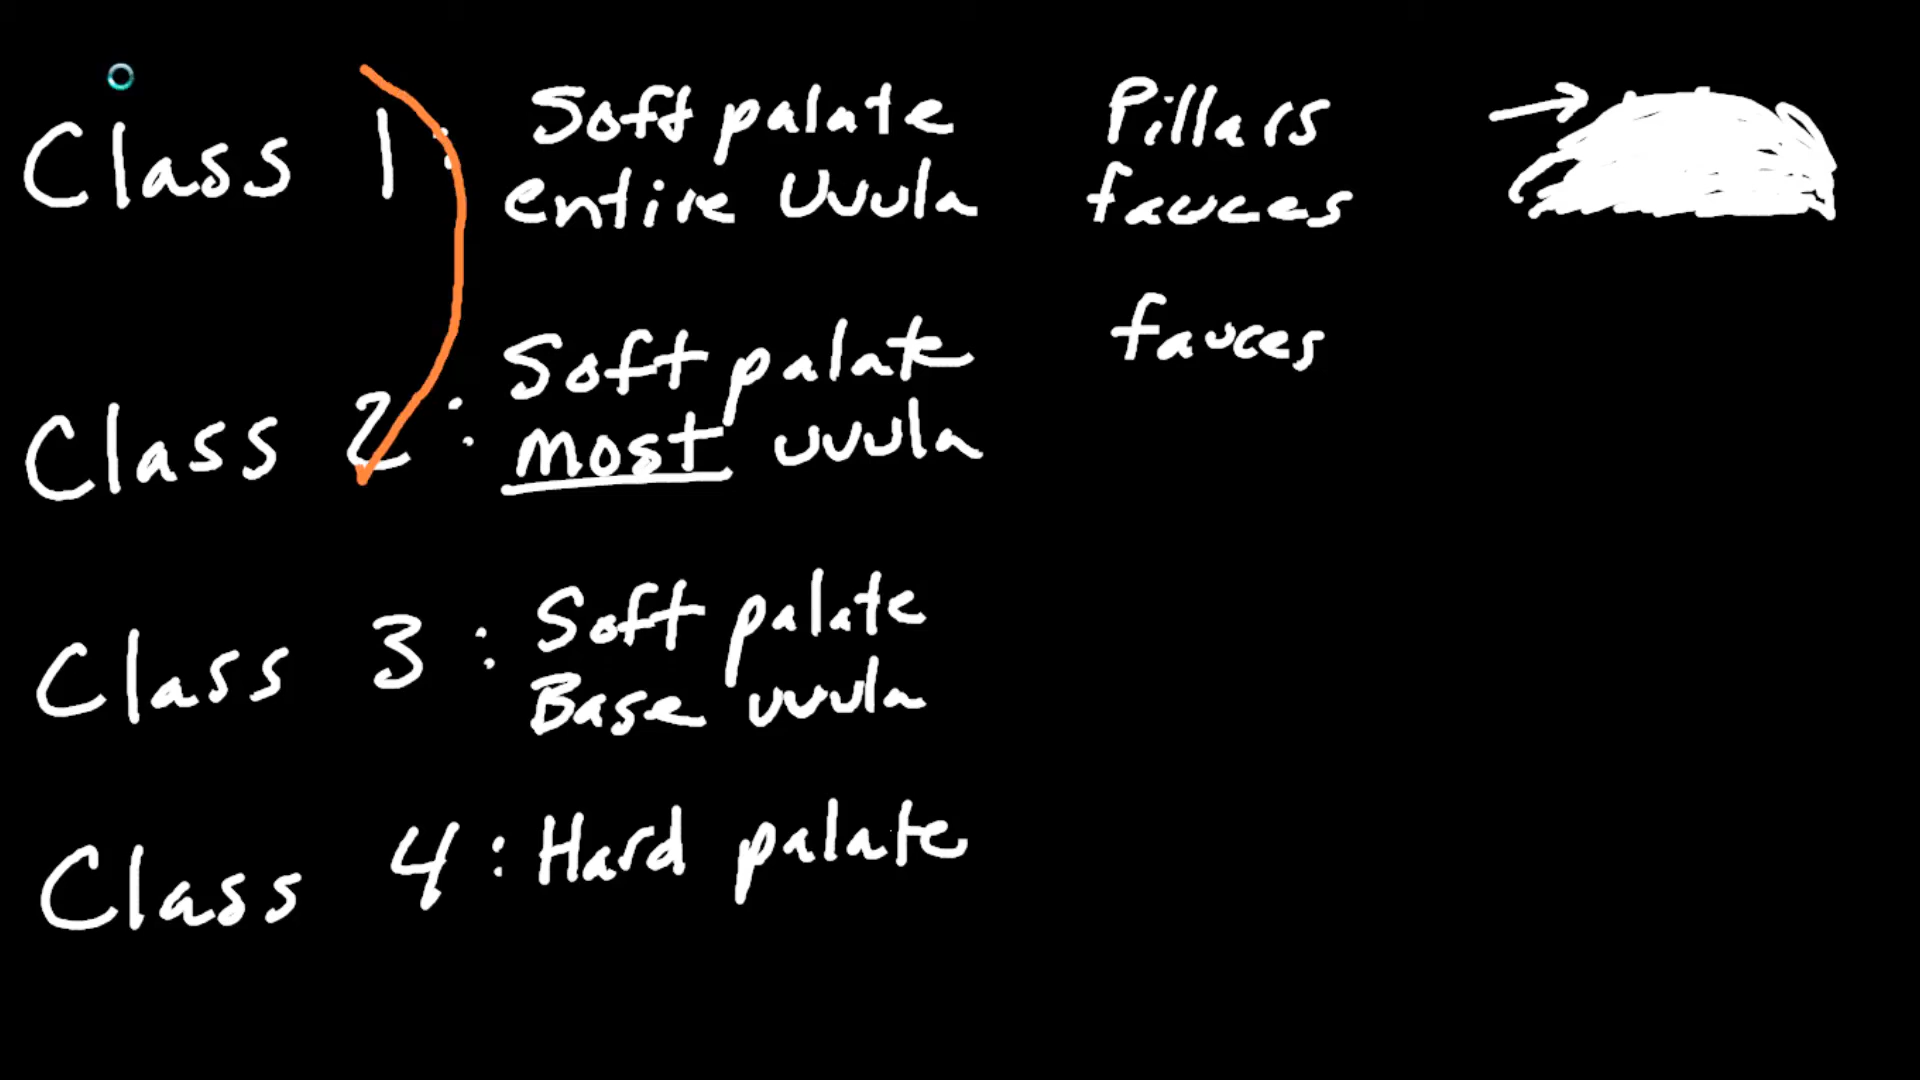 Class 1: Soft palate Pillars
entire Uvula fauces
Class 2: Soft palate fauces
most uvula
Class 3: Soft palate
Base uvula
Class 4: Hard palate